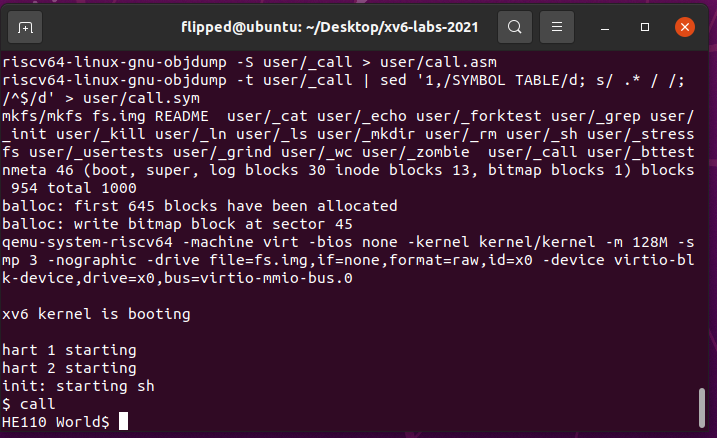 flipped@ubuntu: ~/Desktop/xv6-labs-2021
riscv64-linux-gnu-objdump -S user/_call > user/call.asm
riscv64-linux-gnu-objdump -t user/_call | sed '1,/SYMBOL TABLE/d; s/ .* / /;
/^$/d' > user/call.sym
mkfs/mkfs fs.img README  user/_cat user/_echo user/_forktest user/_grep user/
_init user/_kill user/_ln user/_ls user/_mkdir user/_rm user/_sh user/_stress
fs user/_usertests user/_grind user/_wc user/_zombie  user/_call user/_bttest
nmeta 46 (boot, super, log blocks 30 inode blocks 13, bitmap blocks 1) blocks
 954 total 1000
balloc: first 645 blocks have been allocated
balloc: write bitmap block at sector 45
qemu-system-riscv64 -machine virt -bios none -kernel kernel/kernel -m 128M -s
mp 3 -nographic -drive file=fs.img,if=none,format=raw,id=x0 -device virtio-bl
k-device,drive=x0,bus=virtio-mmio-bus.0
xv6 kernel is booting
hart 1 starting
hart 2 starting
init: starting sh
$ call
HE110 World$